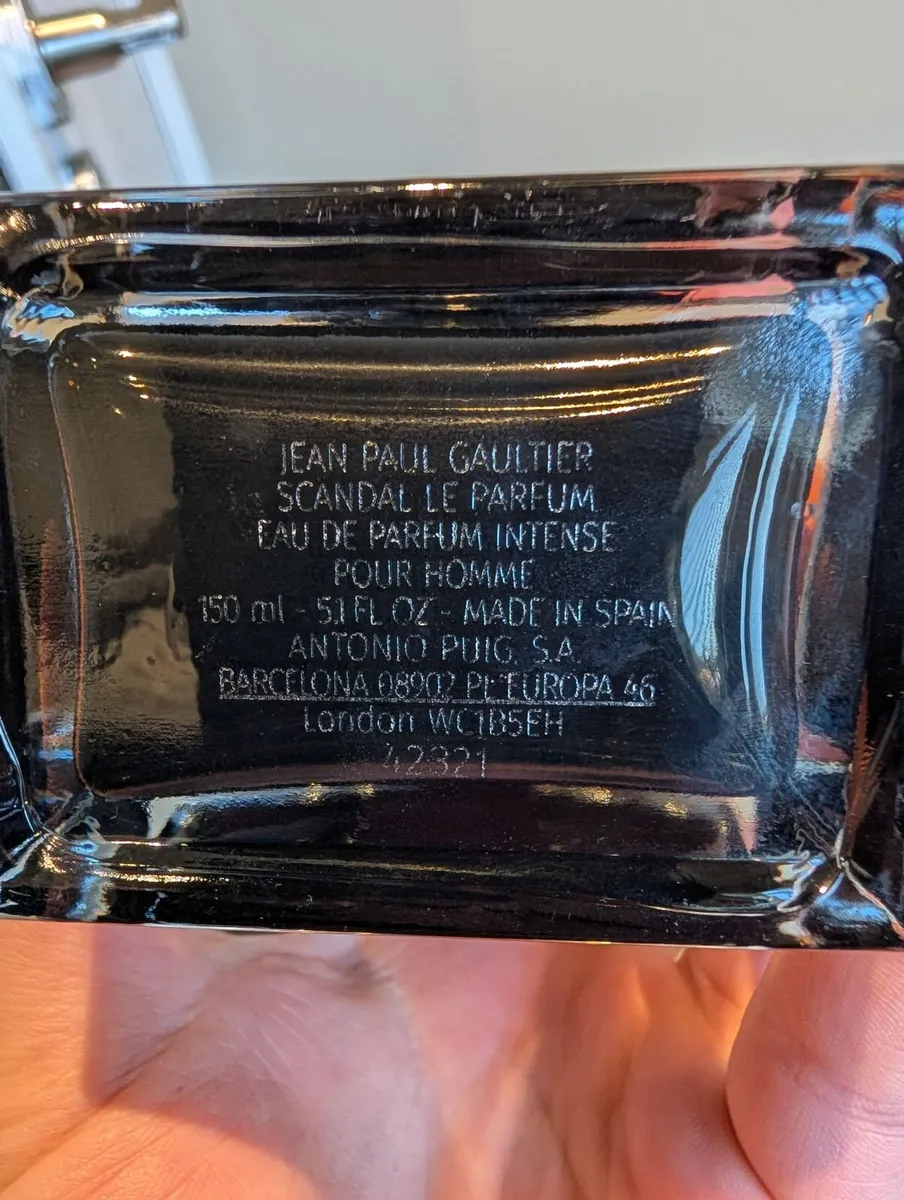 JEAN PAUL GAULTIER
SCANDAL LE PARFUM
EAU DE PARFUM INTENSE
POUR HOMME
150 ml - 5.1 FL OZ - MADE IN SPAIN
ANTONIO PUIG, S.A.
BARCELONA 08902 PL EUROPA 46
London WC1B5EH
42321